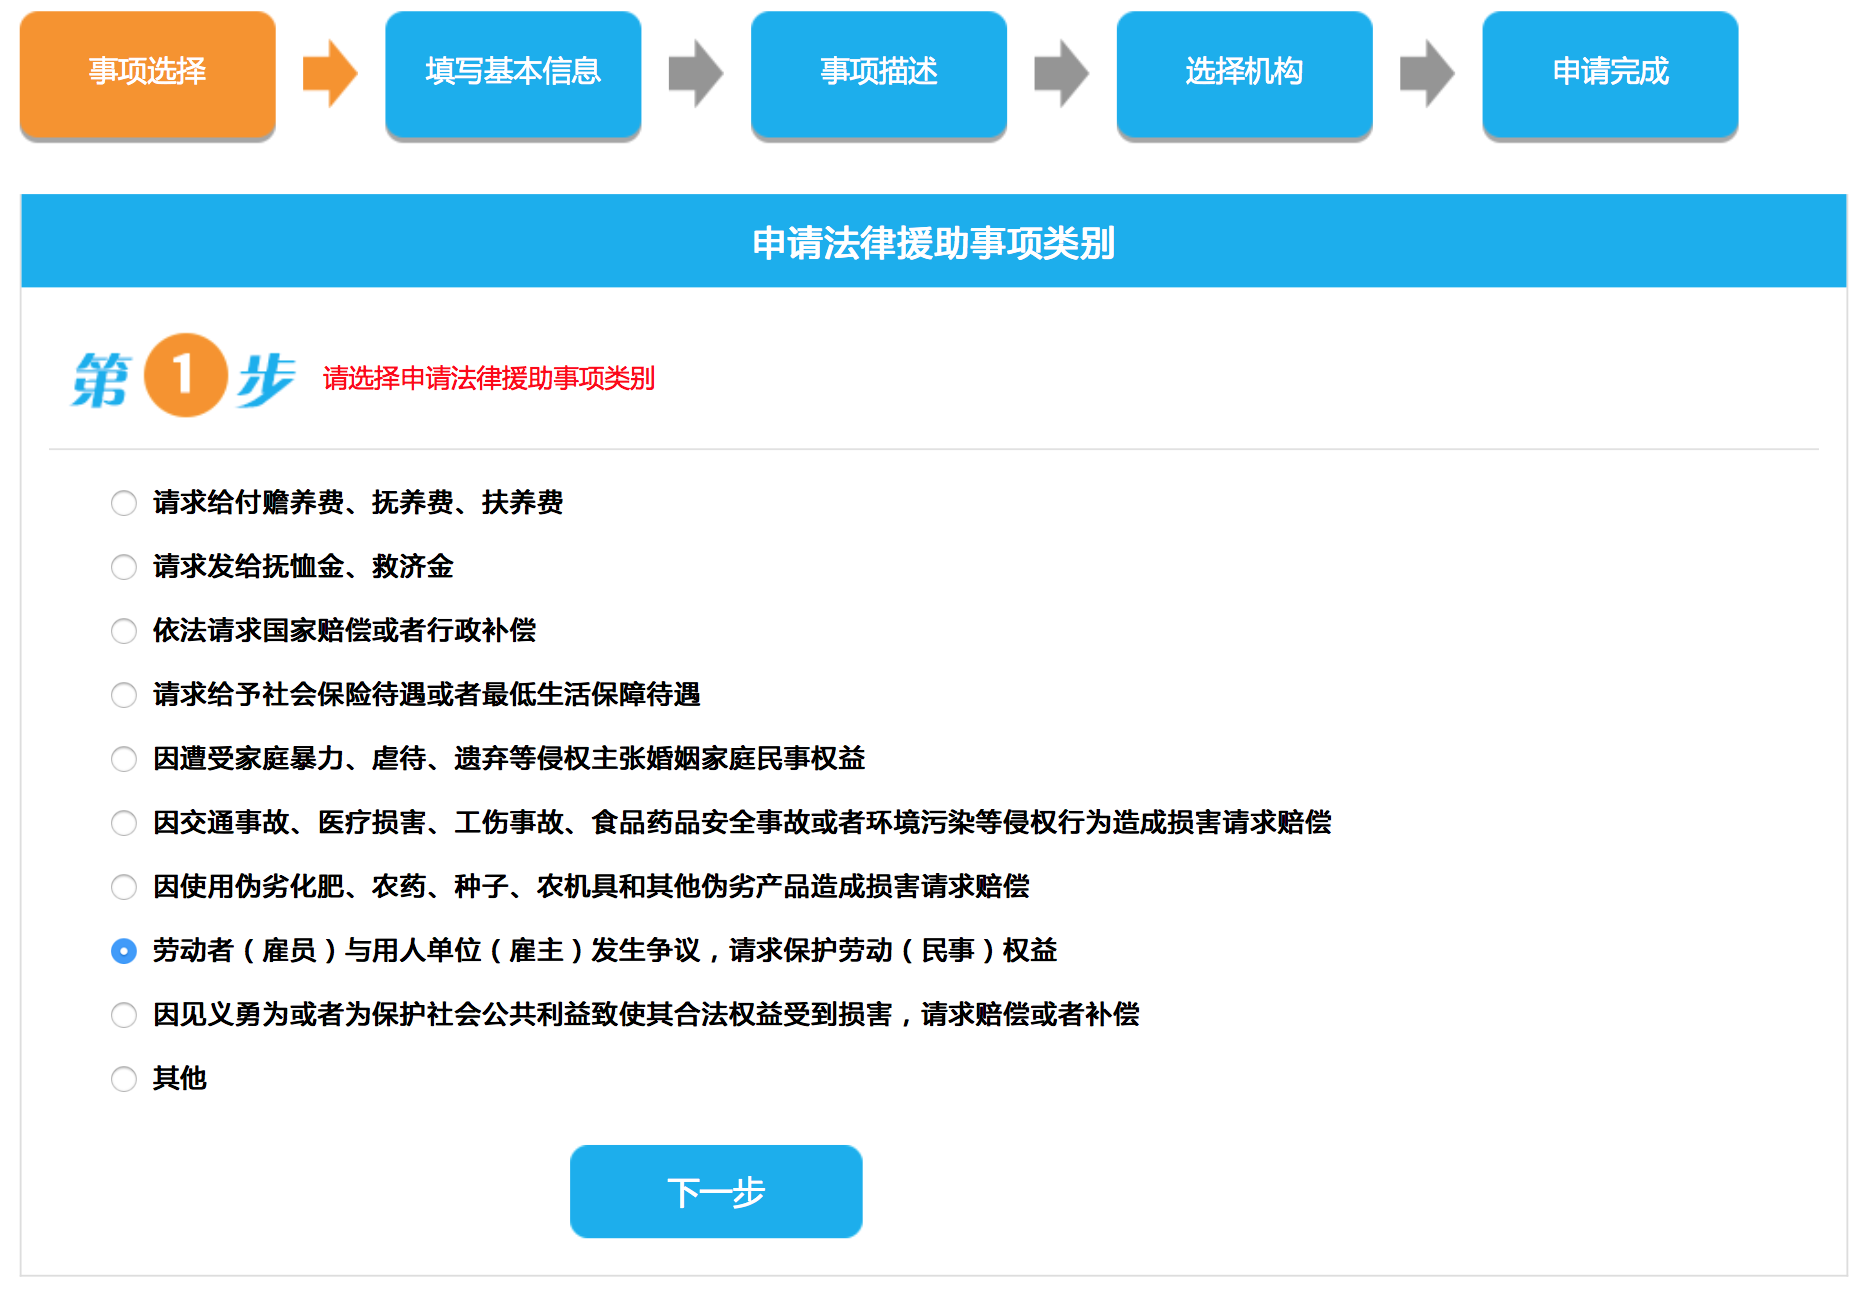 事项选择
填写基本信息
事项描述
选择机构
申请完成
申请法律援助事项类别
第1步 请选择申请法律援助事项类别
请求给付赡养费、抚养费、扶养费
请求发给抚恤金、救济金
依法请求国家赔偿或者行政补偿
请求给予社会保险待遇或者最低生活保障待遇
因遭受家庭暴力、虐待、遗弃等侵权主张婚姻家庭民事权益
因交通事故、医疗损害、工伤事故、食品药品安全事故或者环境污染等侵权行为造成损害请求赔偿
因使用伪劣化肥、农药、种子、农机具和其他伪劣产品造成损害请求赔偿
劳动者（雇员）与用人单位（雇主）发生争议，请求保护劳动（民事）权益
因见义勇为或者为保护社会公共利益致使其合法权益受到损害，请求赔偿或者补偿
其他
下一步